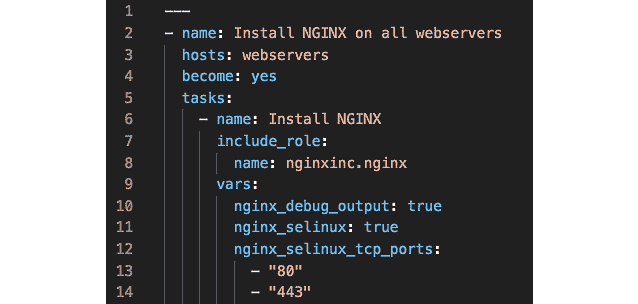 1 ---
2 - name: Install NGINX on all webservers
3 hosts: webservers
4 become: yes
5 tasks:
6 - name: Install NGINX
7 include_role:
8 name: nginxinc.nginx
9 vars:
10 nginx_debug_output: true
11 nginx_selinux: true
12 nginx_selinux_tcp_ports:
13 - "80"
14 - "443"